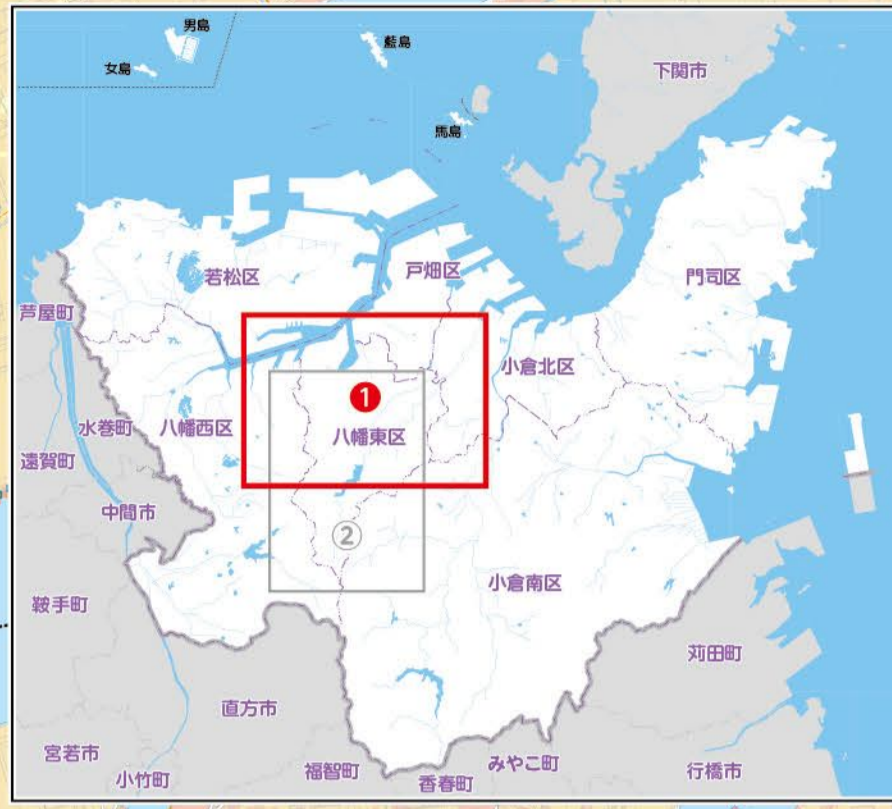 男島
女島
藍島
馬島
下関市
若松区
戸畑区
門司区
芦屋町
小倉北区
①
水巻町
八幡西区
八幡東区
遠賀町
中間市
②
小倉南区
鞍手町
苅田町
直方市
宮若市
小竹町
福智町
香春町
みやこ町
行橋市